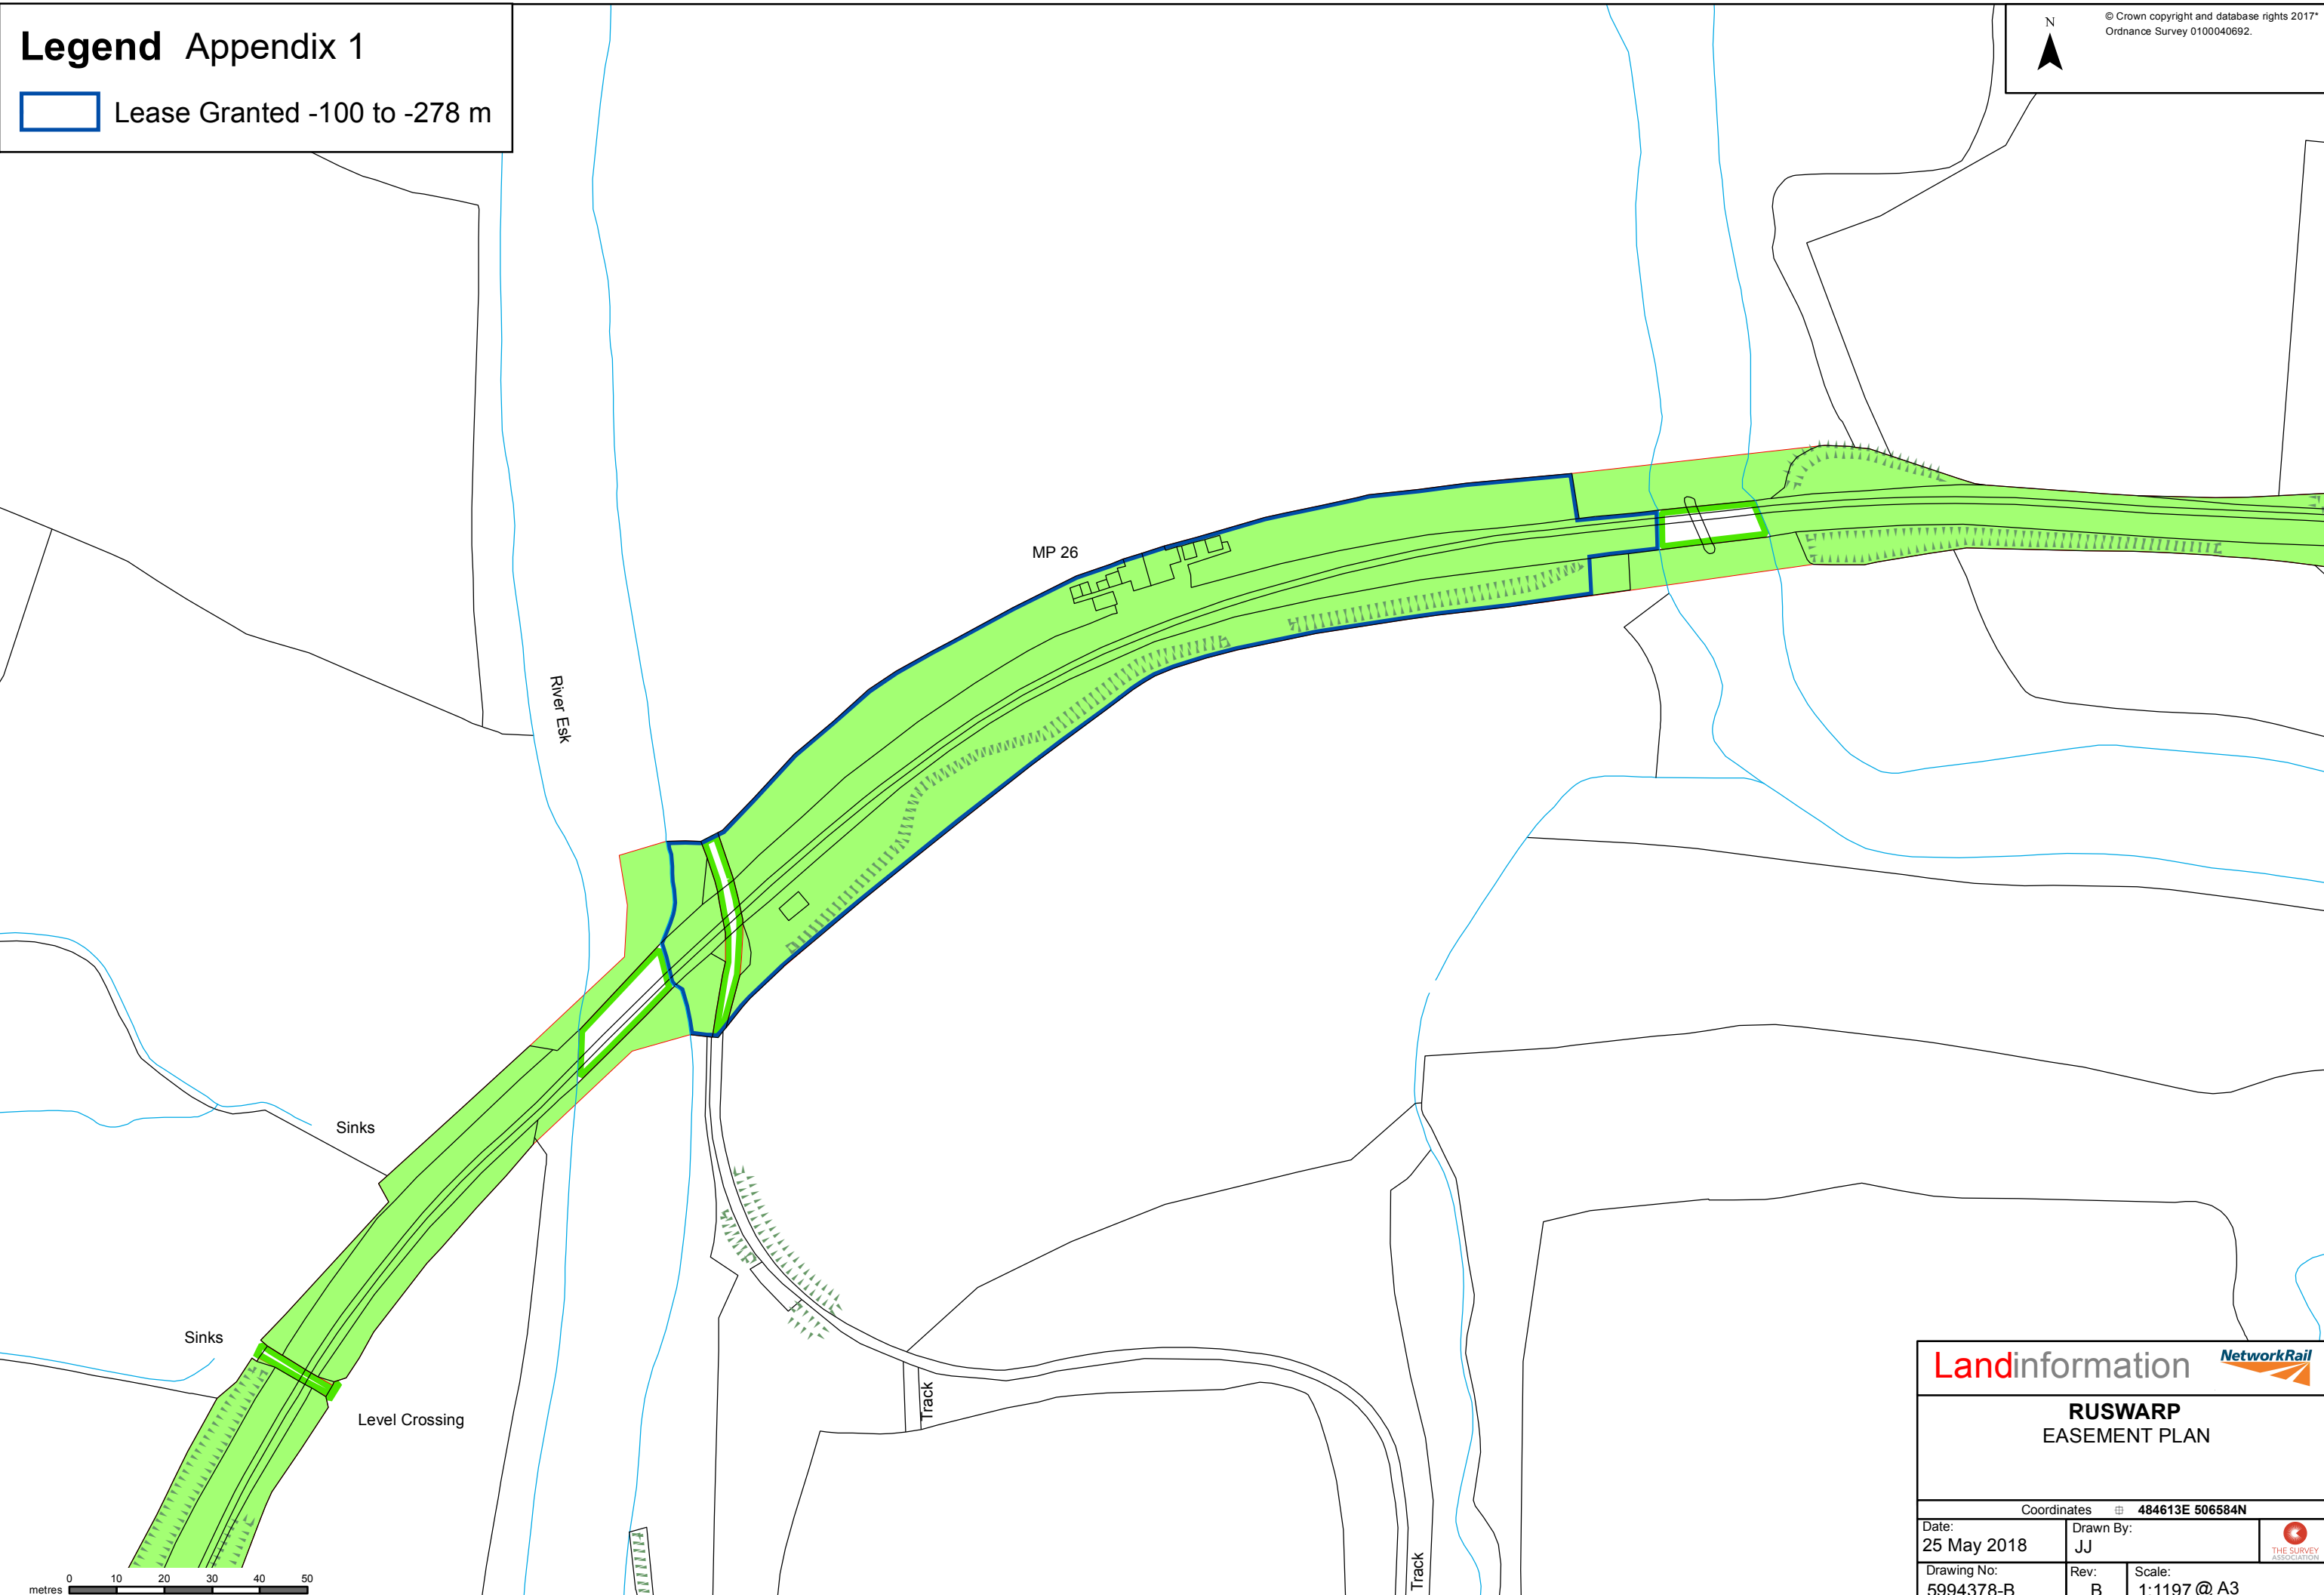 Legend Appendix 1
Lease Granted -100 to -278 m
N
© Crown copyright and database rights 2017*
Ordnance Survey 0100040692.
MP 26
River Esk
Sinks
Sinks
Level Crossing
Track
Track
metres 0 10 20 30 40 50
Landinformation NetworkRail
RUSWARP
EASEMENT PLAN
Coordinates 484613E 506584N
Date: Drawn By:
25 May 2018 JJ
THE SURVEY
ASSOCIATION
Drawing No: Rev: Scale:
5994378-B B 1:1197 @ A3